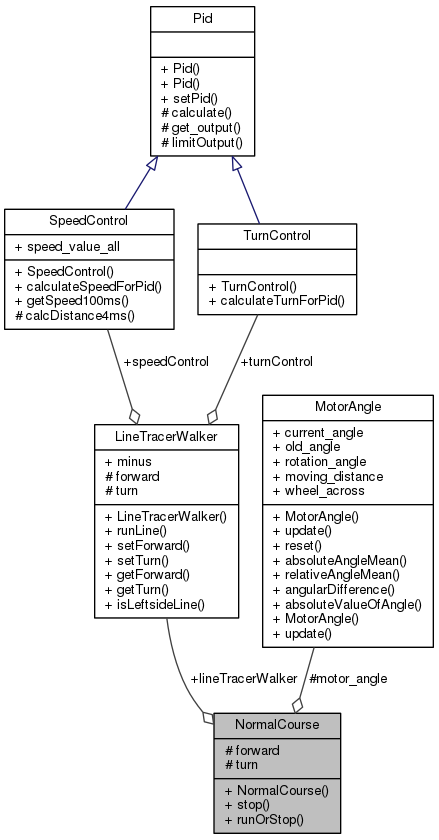 Pid
+ Pid()
+ Pid()
+ setPid()
# calculate()
# get_output()
# limitOutput()
SpeedControl
+ speed_value_all
+ SpeedControl()
+ calculateSpeedForPid()
+ getSpeed100ms()
# calcDistance4ms()
TurnControl
+ TurnControl()
+ calculateTurnForPid()
+speedControl
+turnControl
LineTracerWalker
+ minus
# forward
# turn
+ LineTracerWalker()
+ runLine()
+ setForward()
+ setTurn()
+ getForward()
+ getTurn()
+ isLeftsideLine()
MotorAngle
+ current_angle
+ old_angle
+ rotation_angle
+ moving_distance
+ wheel_across
+ MotorAngle()
+ update()
+ reset()
+ absoluteAngleMean()
+ relativeAngleMean()
+ angularDifference()
+ absoluteValueOfAngle()
+ MotorAngle()
+ update()
+lineTracerWalker
#motor_angle
NormalCourse
# forward
# turn
+ NormalCourse()
+ stop()
+ runOrStop()